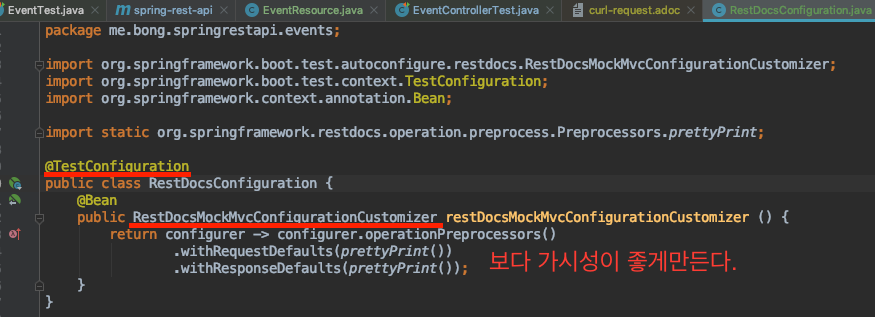 EventTest.java × spring-rest-api × EventResource.java × EventControllerTest.java × curl-request.adoc × RestDocsConfiguration.java
package me.bong.springrestapi.events;
import org.springframework.boot.test.autoconfigure.restdocs.RestDocsMockMvcConfigurationCustomizer;
import org.springframework.boot.test.context.TestConfiguration;
import org.springframework.context.annotation.Bean;
import static org.springframework.restdocs.operation.preprocess.Preprocessors.prettyPrint;
@TestConfiguration
public class RestDocsConfiguration {
@Bean
public RestDocsMockMvcConfigurationCustomizer restDocsMockMvcConfigurationCustomizer () {
return configurer -> configurer.operationPreprocessors()
.withRequestDefaults(prettyPrint())
.withResponseDefaults(prettyPrint()); 보다 가시성이 좋게만든다.
}
}